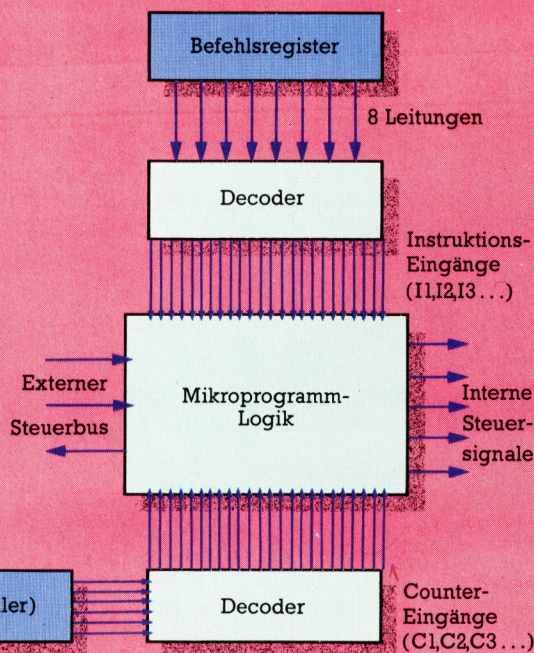 Befehlsregister
8 Leitungen
Decoder
Instruktions-
Eingänge
(I1,I2,I3...)
Externer
Steuerbus
Mikroprogramm-
Logik
Interne
Steuer-
signale
Decoder
Counter-
Eingänge
(C1,C2,C3...)